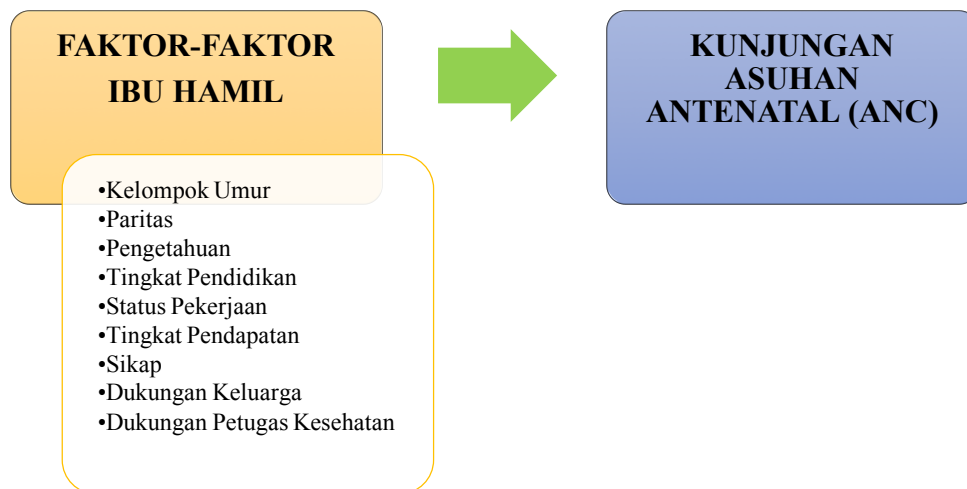 FAKTOR-FAKTOR
IBU HAMIL
•Kelompok Umur
•Paritas
•Pengetahuan
•Tingkat Pendidikan
•Status Pekerjaan
•Tingkat Pendapatan
•Sikap
•Dukungan Keluarga
•Dukungan Petugas Kesehatan
KUNJUNGAN
ASUHAN
ANTENATAL (ANC)